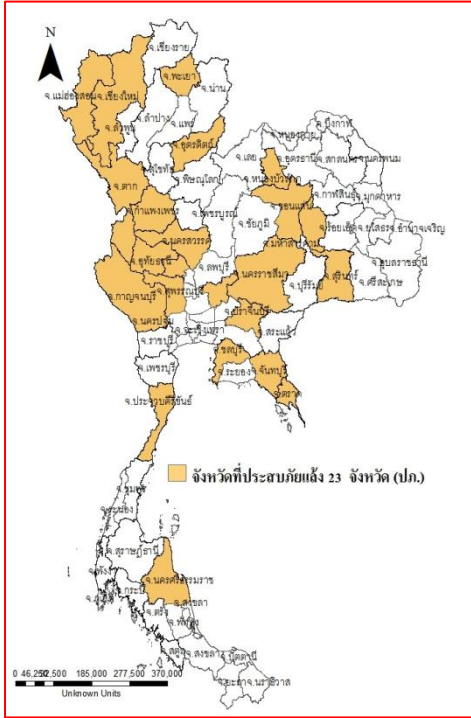 N
จ.เชียงราย
จ.พะเยา
จ.แม่ฮ่องสอน
จ.เชียงใหม่
จ.น่าน
จ.ลำปาง
จ.แพร่
จ.ลำพูน
จ.อุตรดิตถ์
จ.บึงกาฬ
จ.หนองคาย
จ.เลย
จ.อุดรธานี
จ.สกลนคร
จ.นครพนม
จ.สุโขทัย
จ.หนองบัวลำภู
จ.ตาก
จ.พิษณุโลก
จ.กาฬสินธุ์
จ.มุกดาหาร
จ.ขอนแก่น
จ.กำแพงเพชร
จ.เพชรบูรณ์
จ.ชัยภูมิ
จ.ร้อยเอ็ด
จ.ยโสธร
จ.อำนาจเจริญ
จ.นครสวรรค์
จ.มหาสารคาม
จ.อุทัยธานี
จ.ลพบุรี
จ.อุบลราชธานี
จ.นครราชสีมา
จ.สุรินทร์
จ.บุรีรัมย์
จ.ศรีสะเกษ
จ.กาญจนบุรี
จ.สุพรรณบุรี
จ.นครปฐม
จ.ปราจีนบุรี
จ.ฉะเชิงเทรา
จ.สระแก้ว
จ.ราชบุรี
จ.ชลบุรี
จ.เพชรบุรี
จ.ระยอง
จ.จันทบุรี
จ.ตราด
จ.ประจวบคีรีขันธ์
จังหวัดที่ประสบภัยแล้ง 23 จังหวัด (ปภ.)
จ.ชุมพร
จ.ระนอง
จ.สุราษฎร์ธานี
จ.พังงา
จ.นครศรีธรรมราช
จ.กระบี่
จ.สงขลา
จ.ตรัง
จ.พัทลุง
จ.สตูล
จ.สงขลา
จ.ปัตตานี
จ.ยะลา
จ.นราธิวาส
0 46,250 92,500 185,000 277,500 370,000
Unknown Units